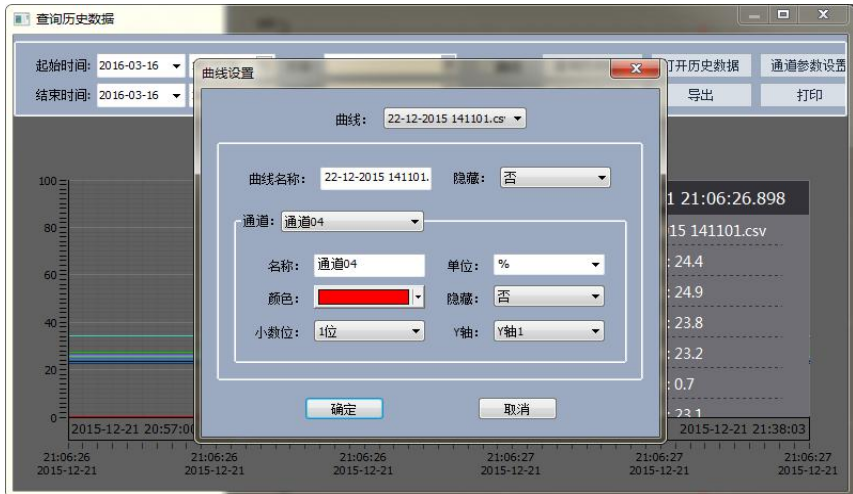 查询历史数据
起始时间: 2016-03-16
打开历史数据
通道参数设置
结束时间: 2016-03-16
导出
打印
曲线设置
曲线: 22-12-2015 141101.cs
曲线名称: 22-12-2015 141101.
隐藏: 否
通道: 通道04
名称: 通道04
单位: %
颜色:
隐藏: 否
小数位: 1位
Y轴: Y轴1
确定
取消
100
80
60
40
20
0
1 21:06:26.898
15 141101.csv
: 24.4
: 24.9
: 23.8
: 23.2
: 0.7
: 23.1
2015-12-21 20:57:00
2015-12-21 21:38:03
21:06:26
2015-12-21
21:06:26
2015-12-21
21:06:26
2015-12-21
21:06:27
2015-12-21
21:06:27
2015-12-21
21:06:27
2015-12-21